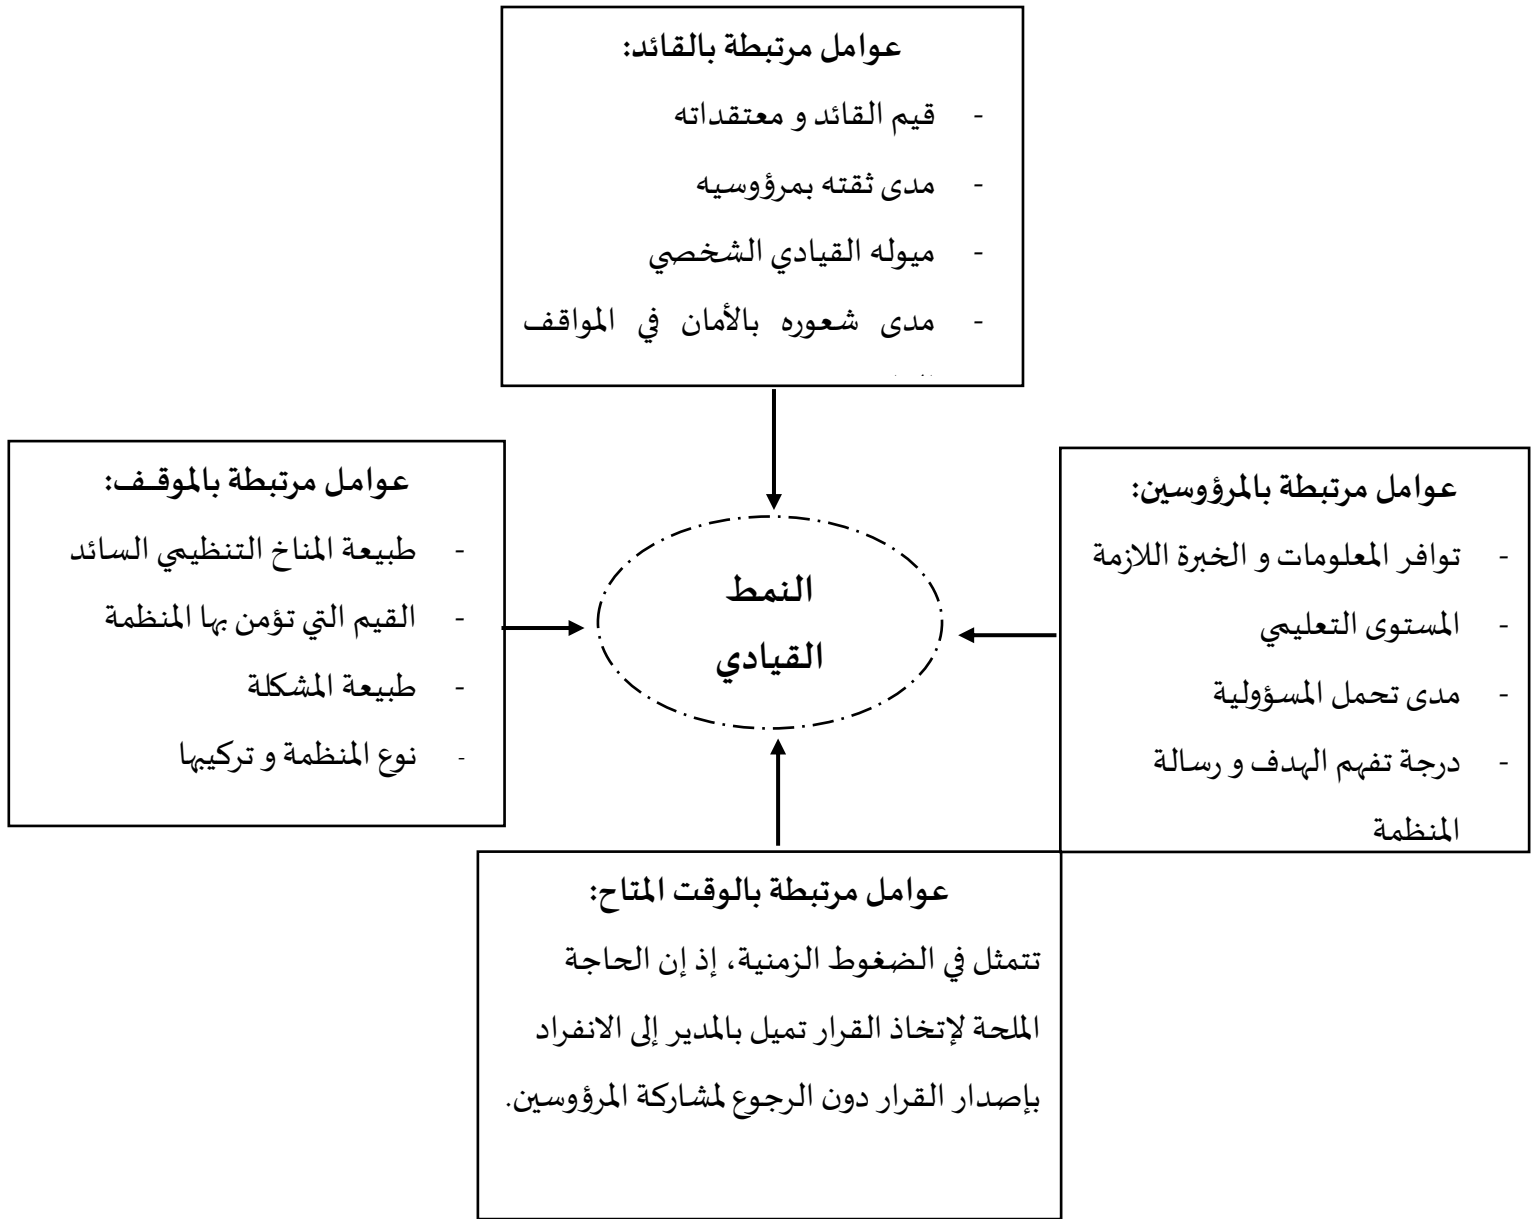 عوامل مرتبطة بالقائد:
- قيم القائد و معتقداته
- مدى ثقته بمرؤوسيه
- ميوله القيادي الشخصي
- مدى شعوره بالأمان في المواقف
عوامل مرتبطة بالمرؤوسين:
- توافر المعلومات و الخبرة اللازمة
- المستوى التعليمي
- مدى تحمل المسؤولية
- درجة تفهم الهدف و رسالة
المنظمة
النمط
القيادي
عوامل مرتبطة بالموقف:
- طبيعة المناخ التنظيمي السائد
- القيم التي تؤمن بها المنظمة
- طبيعة المشكلة
- نوع المنظمة و تركيبها
عوامل مرتبطة بالوقت المتاح:
تتمثل في الضغوط الزمنية، إذ إن الحاجة
الملحة لإتخاذ القرار تميل بالمدير إلى الانفراد
بإصدار القرار دون الرجوع لمشاركة المرؤوسين.